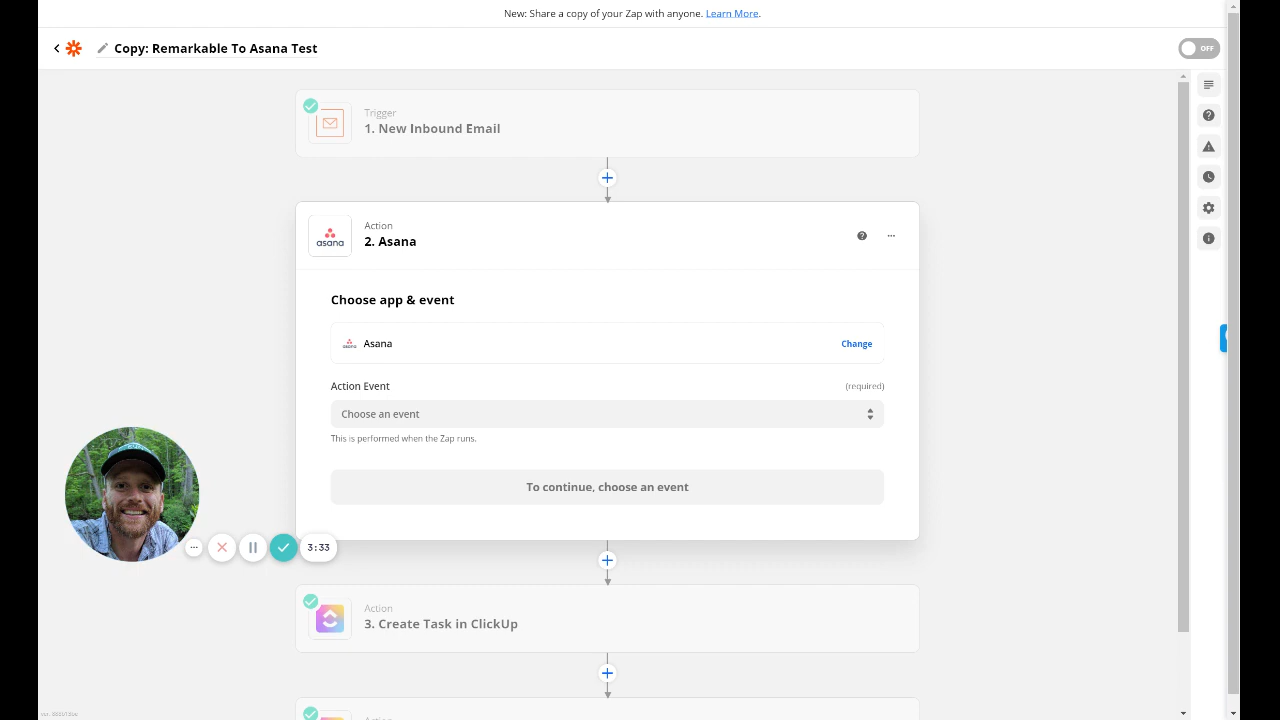 New: Share a copy of your Zap with anyone. Learn More.
Copy: Remarkable To Asana Test
OFF
Trigger
1. New Inbound Email
Action
2. Asana
asana
Choose app & event
Asana
Change
Action Event
(required)
Choose an event
This is performed when the Zap runs.
To continue, choose an event
3:33
Action
3. Create Task in ClickUp
Action